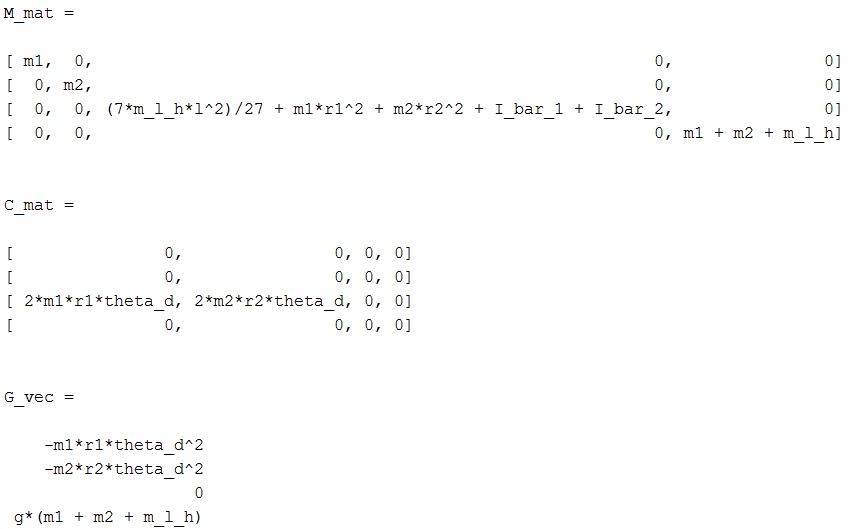 M_mat =
[ m1,  0,                                                        0,                0]
[  0, m2,                                                        0,                0]
[  0,  0, (7*m_l_h*l^2)/27 + m1*r1^2 + m2*r2^2 + I_bar_1 + I_bar_2,                0]
[  0,  0,                                                        0, m1 + m2 + m_l_h]
C_mat =
[               0,               0, 0, 0]
[               0,               0, 0, 0]
[ 2*m1*r1*theta_d, 2*m2*r2*theta_d, 0, 0]
[               0,               0, 0, 0]
G_vec =
-m1*r1*theta_d^2
-m2*r2*theta_d^2
0
g*(m1 + m2 + m_l_h)